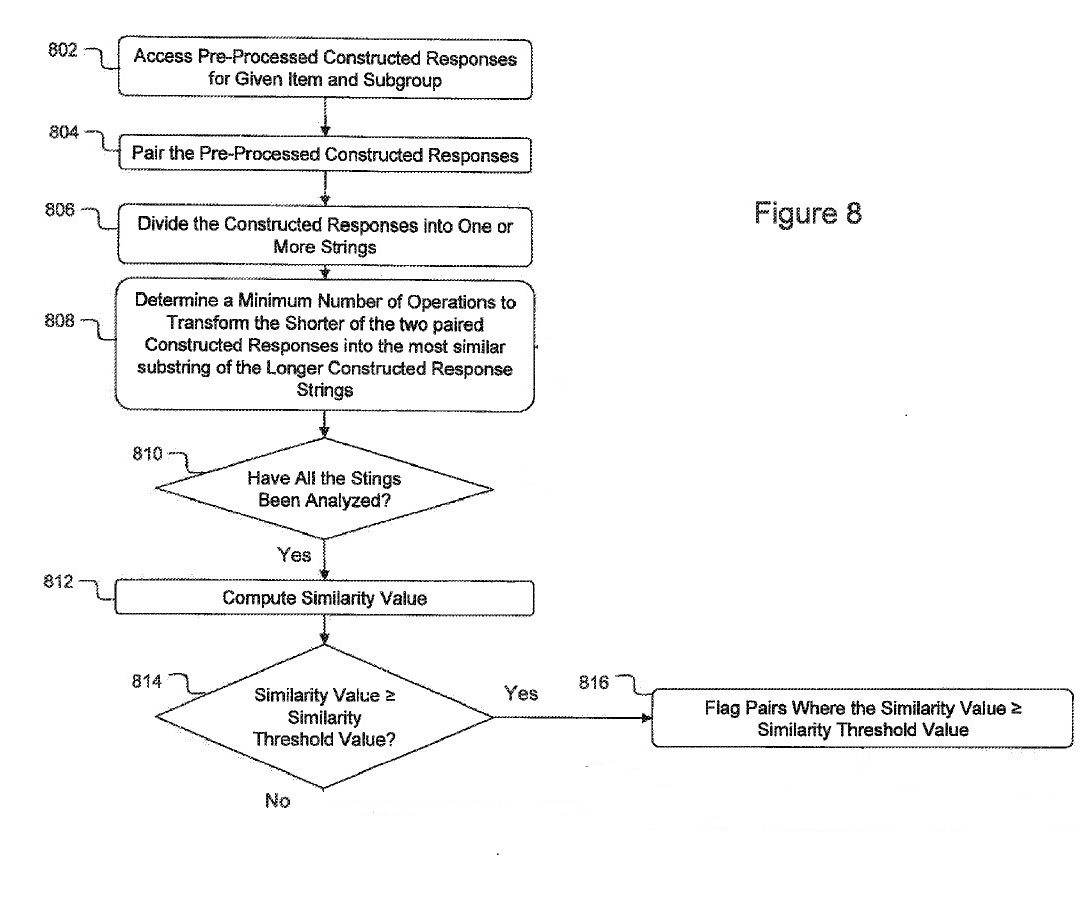 802
Access Pre-Processed Constructed Responses
for Given Item and Subgroup
804
Pair the Pre-Processed Constructed Responses
806
Divide the Constructed Responses into One or
More Strings
Figure 8
808
Determine a Minimum Number of Operations to
Transform the Shorter of the two paired
Constructed Responses into the most similar
substring of the Longer Constructed Response
Strings
810
Have All the Stings
Been Analyzed?
Yes
812
Compute Similarity Value
814
Similarity Value ≥
Similarity
Threshold Value?
Yes
816
Flag Pairs Where the Similarity Value ≥
Similarity Threshold Value
No